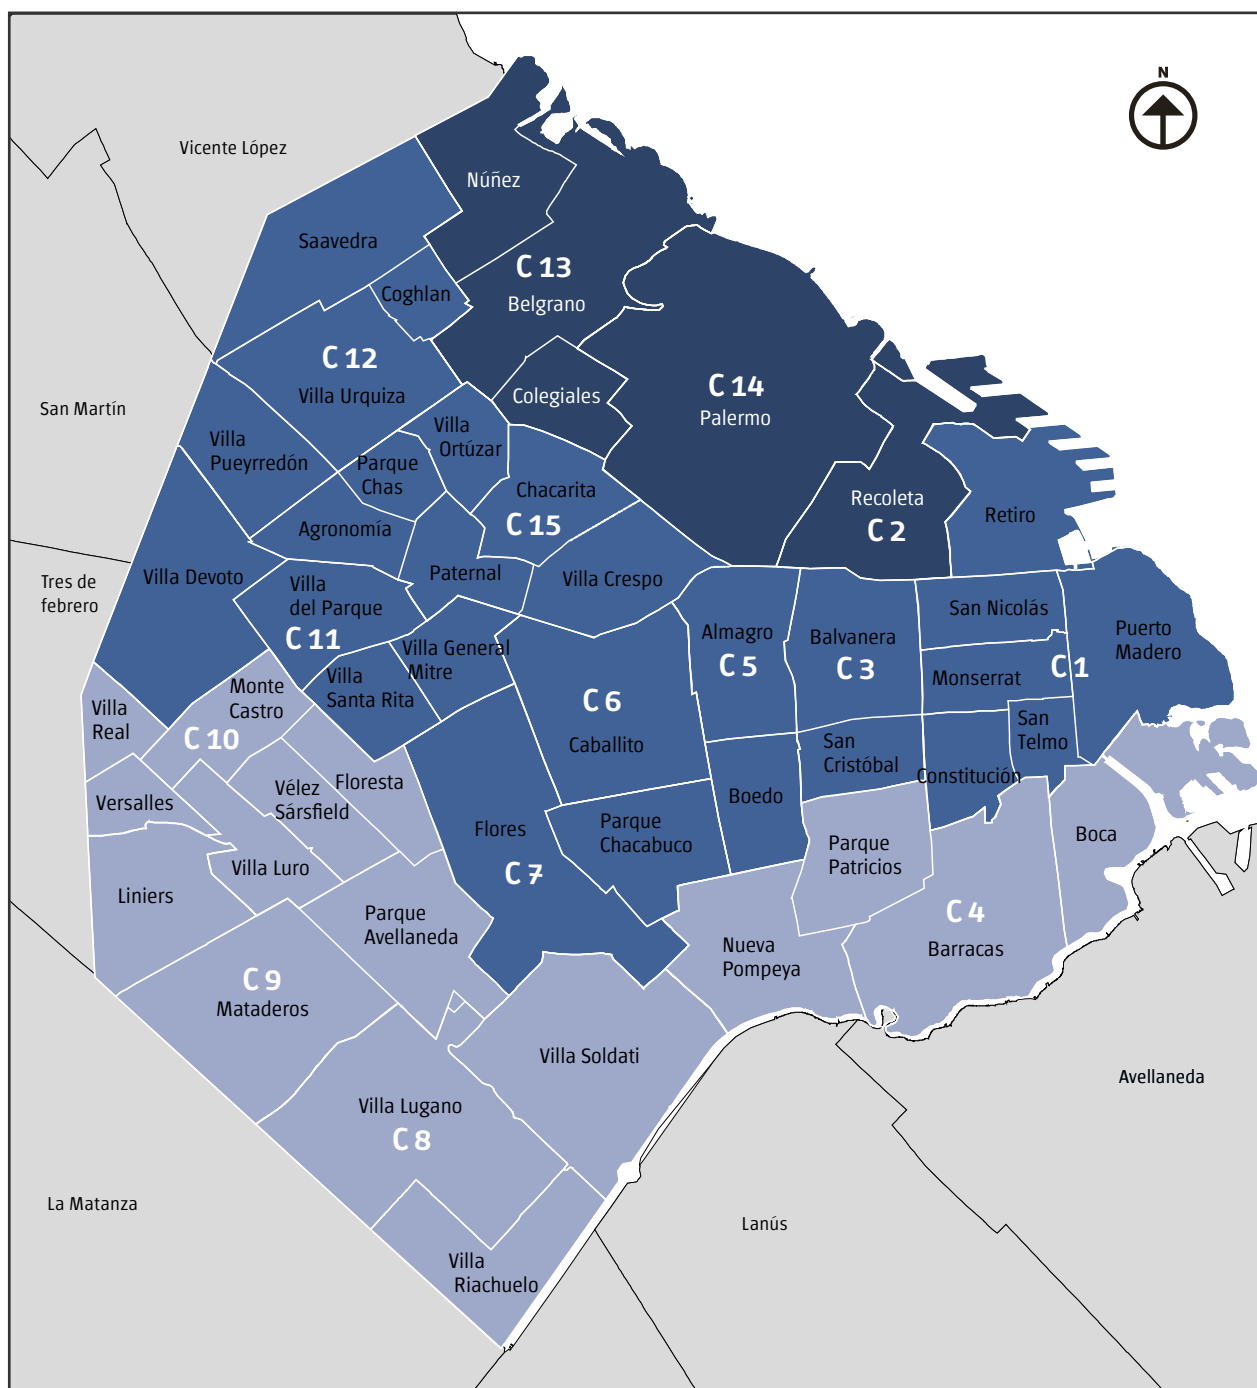 N
Vicente López
Núñez
Saavedra
C 13
Belgrano
Coghlan
C 12
Villa Urquiza
C 14
Palermo
Colegiales
San Martín
Villa
Pueyrredón
Villa
Ortúzar
Parque
Chas
Chacarita
C 15
Recoleta
C 2
Retiro
Agronomía
Tres de
febrero
Villa Devoto
Villa
del Parque
C 11
Paternal
Villa Crespo
San Nicolás
Almagro
C 5
Balvanera
C 3
Puerto
Madero
Villa General
Mitre
Monserrat
C 1
Villa
Santa Rita
Monte
Castro
C 10
Villa
Real
C 6
Caballito
San
Telmo
San
Cristóbal
Constitución
Versalles
Vélez
Sársfield
Floresta
Boedo
Flores
C 7
Parque
Chacabuco
Parque
Patricios
Boca
Villa Luro
Liniers
Parque
Avellaneda
C 4
Barracas
Nueva
Pompeya
C 9
Mataderos
Villa Soldati
Avellaneda
Villa Lugano
C 8
La Matanza
Lanús
Villa
Riachuelo